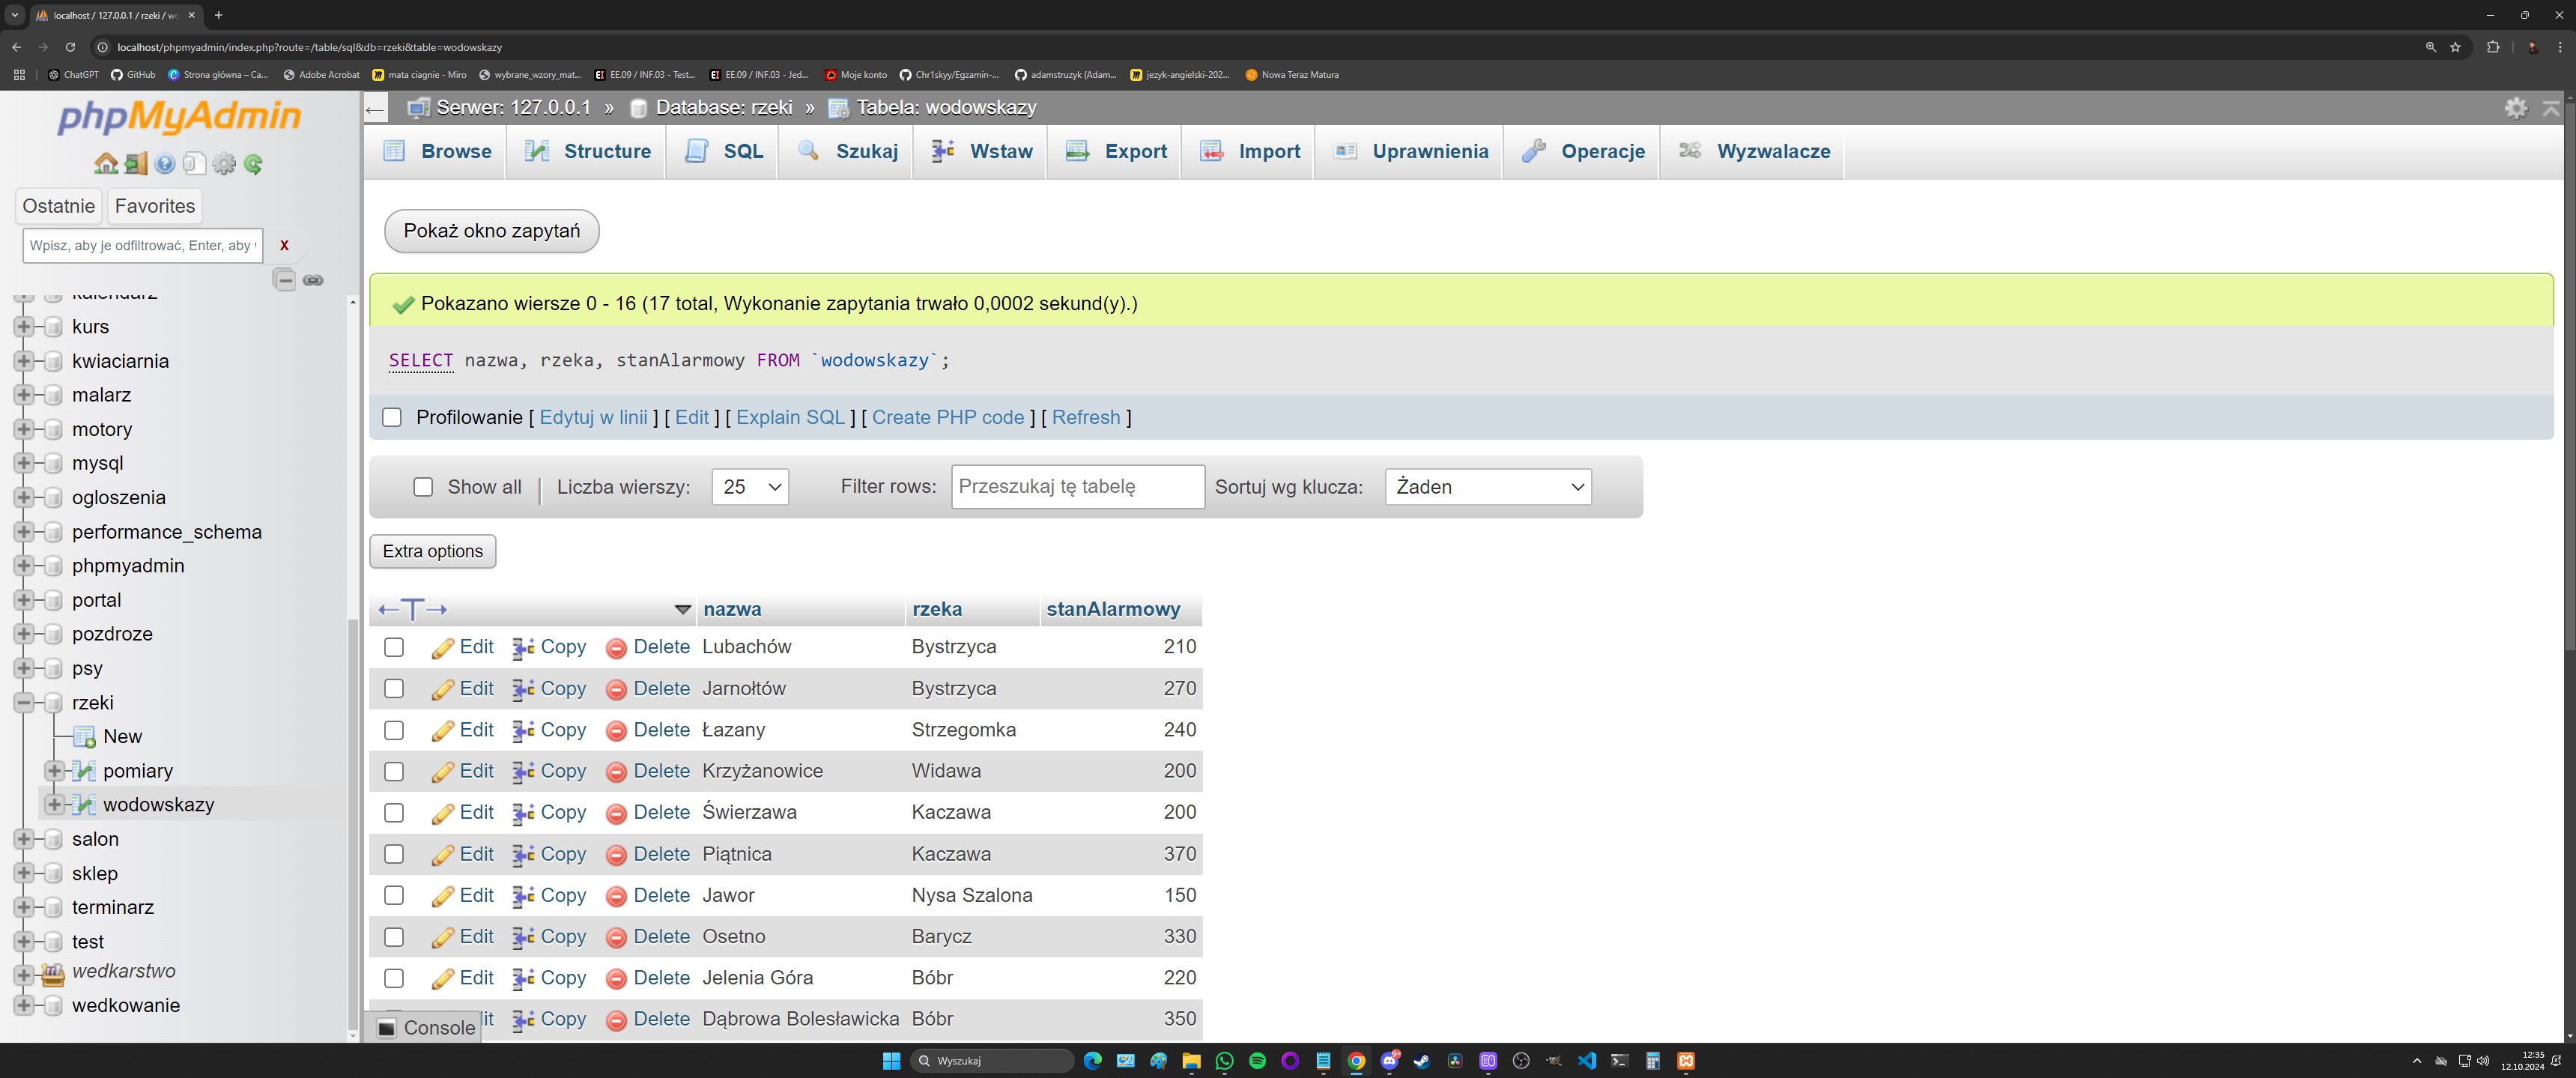 localhost / 127.0.0.1 / rzeki / wo
localhost/phpmyadmin/index.php?route=/table/sql&db=rzeki&table=wodowskazy
ChatGPT
GitHub
Strona główna – Ca...
Adobe Acrobat
mata ciagnie - Miro
wybrane_wzory_mat...
EE.09 / INF.03 - Test...
EE.09 / INF.03 - Jed...
Moje konto
Chr1skyy/Egzamin-...
adamstruzyk (Adam...
jezyk-angielski-202...
Nowa Teraz Matura
phpMyAdmin
Ostatnie Favorites
Wpisz, aby je odfiltrować, Enter, aby
X
kalendarz
kurs
kwiaciarnia
malarz
motory
mysql
ogloszenia
performance_schema
phpmyadmin
portal
pozdroze
psy
rzeki
New
pomiary
wodowskazy
salon
sklep
terminarz
test
wedkarstwo
wedkowanie
Serwer: 127.0.0.1 » Database: rzeki » Tabela: wodowskazy
Browse Structure SQL Szukaj Wstaw Export Import Uprawnienia Operacje Wyzwalacze
Pokaż okno zapytań
Pokazano wiersze 0 - 16 (17 total, Wykonanie zapytania trwało 0,0002 sekund(y).)
SELECT nazwa, rzeka, stanAlarmowy FROM `wodowskazy`;
Profilowanie [ Edytuj w linii ] [ Edit ] [ Explain SQL ] [ Create PHP code ] [ Refresh ]
Show all | Liczba wierszy: 25 Filter rows: Przeszukaj tę tabelę Sortuj wg klucza: Żaden
Extra options
nazwa rzeka stanAlarmowy
Edit Copy Delete Lubachów Bystrzyca 210
Edit Copy Delete Jarnołtów Bystrzyca 270
Edit Copy Delete Łazany Strzegomka 240
Edit Copy Delete Krzyżanowice Widawa 200
Edit Copy Delete Świerzawa Kaczawa 200
Edit Copy Delete Piątnica Kaczawa 370
Edit Copy Delete Jawor Nysa Szalona 150
Edit Copy Delete Osetno Barycz 330
Edit Copy Delete Jelenia Góra Bóbr 220
Copy Delete Dąbrowa Bolesławicka Bóbr 350
Console
Wyszukaj
12:35
12.10.2024